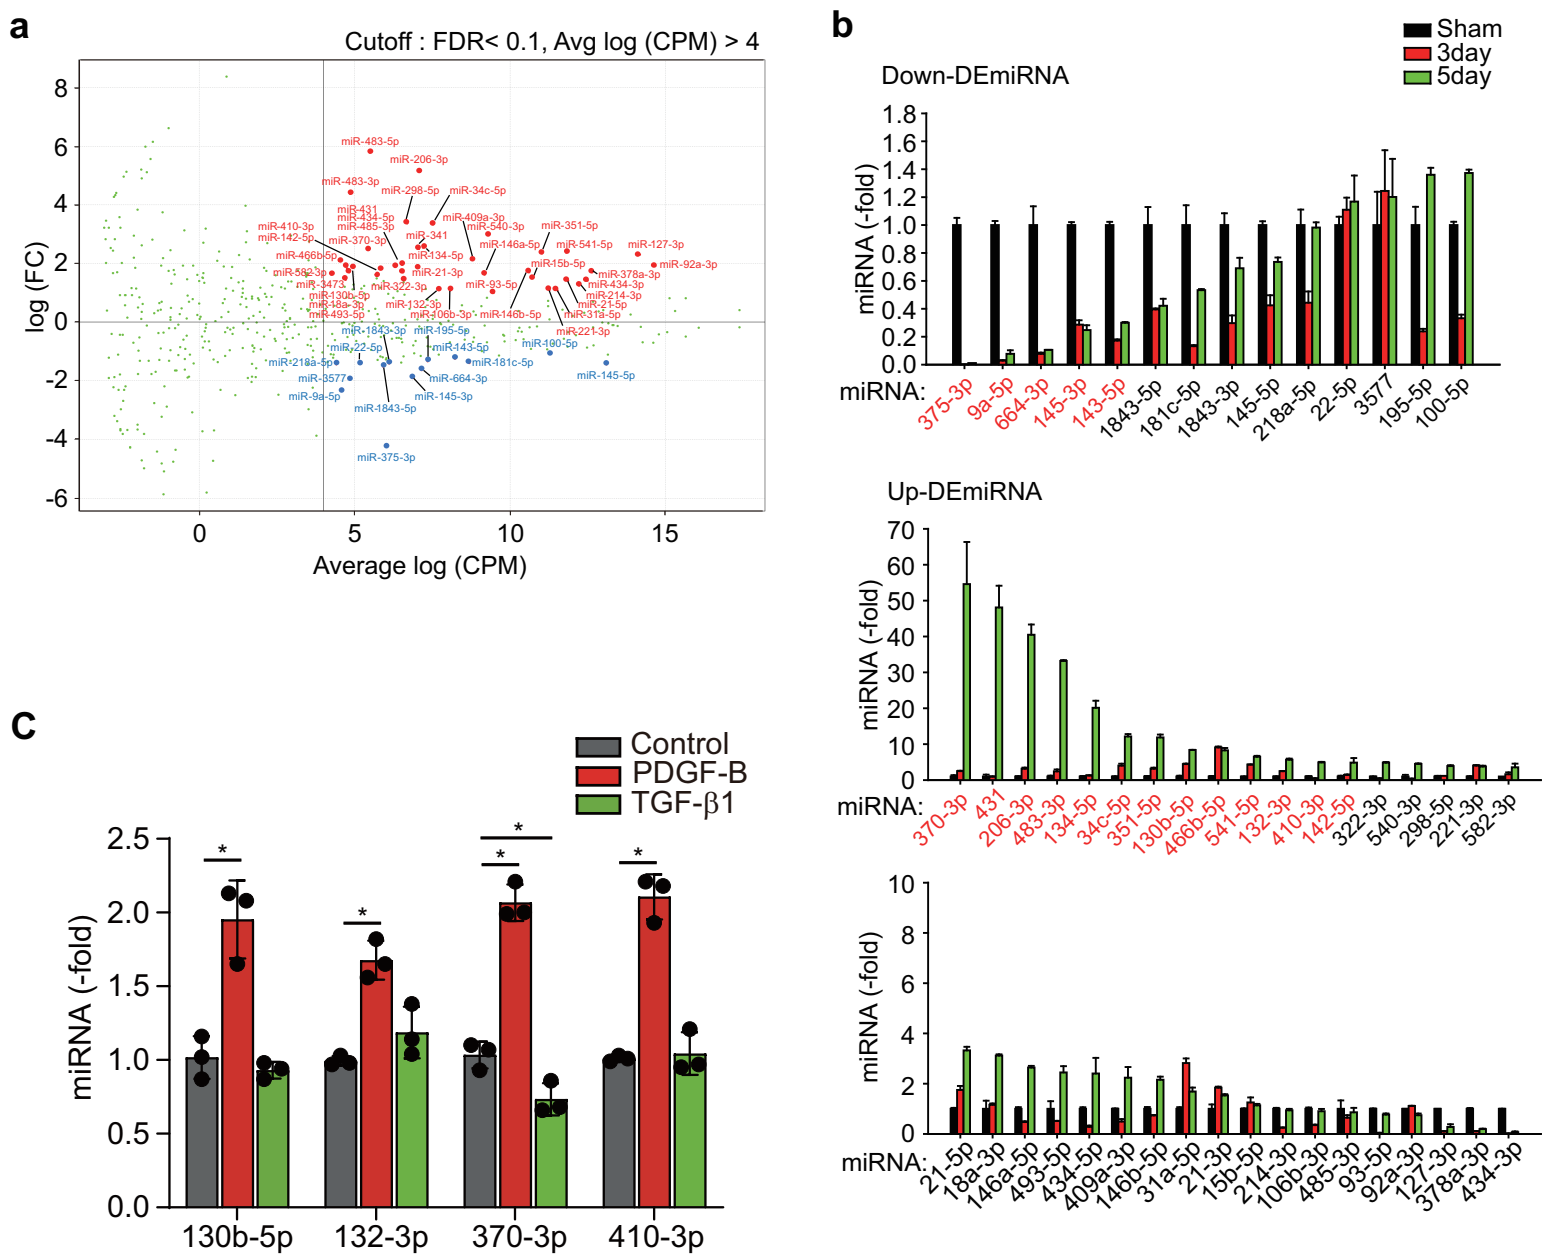 a
Cutoff : FDR< 0.1, Avg log (CPM) > 4
8
6
4
2
0
-2
-4
-6
log (FC)
0
5
10
15
Average log (CPM)
miR-483-5p
miR-206-3p
miR-483-3p
miR-298-5p
miR-34c-5p
miR-431
miR-434-5p
miR-485-3p
miR-409a-3p
miR-540-3p
miR-351-5p
miR-410-3p
miR-142-5p
miR-370-3p
miR-341
miR-146a-5p
miR-541-5p
miR-127-3p
miR-466b-5p
miR-134-5p
miR-15b-5p
miR-92a-3p
miR-582-3p
miR-21-3p
miR-378a-3p
miR-3473
miR-322-3p
miR-93-5p
miR-434-3p
miR-130b-5p
miR-214-3p
miR-18a-3p
miR-132-3p
miR-21-5p
miR-493-5p
miR-106b-3p
miR-146b-5p
miR-31a-5p
miR-221-3p
miR-1843-3p
miR-195-5p
miR-22-5p
miR-143-5p
miR-100-5p
miR-218a-5p
miR-181c-5p
miR-145-5p
miR-3577
miR-664-3p
miR-9a-5p
miR-145-3p
miR-1843-5p
miR-375-3p
b
Sham
3day
5day
Down-DEmiRNA
1.8
1.6
1.4
1.2
1.0
0.8
0.6
0.4
0.2
0.0
miRNA (-fold)
miRNA:
375-3p
9a-5p
664-3p
145-3p
143-5p
1843-5p
181c-5p
1843-3p
145-5p
218a-5p
22-5p
3577
195-5p
100-5p
Up-DEmiRNA
70
60
50
40
30
20
10
0
miRNA (-fold)
miRNA:
370-3p
431
206-3p
483-3p
134-5p
34c-5p
351-5p
130b-5p
466b-5p
541-5p
132-3p
410-3p
142-5p
322-3p
540-3p
298-5p
221-3p
582-3p
10
8
6
4
2
0
miRNA (-fold)
miRNA:
21-5p
18a-3p
146a-5p
493-5p
434-5p
409a-3p
146b-5p
31a-5p
21-3p
15b-5p
214-3p
106b-3p
485-3p
93-5p
92a-3p
127-3p
378a-3p
434-3p
C
Control
PDGF-B
TGF-β1
2.5
2.0
1.5
1.0
0.5
0.0
miRNA (-fold)
*
*
*
*
*
130b-5p
132-3p
370-3p
410-3p